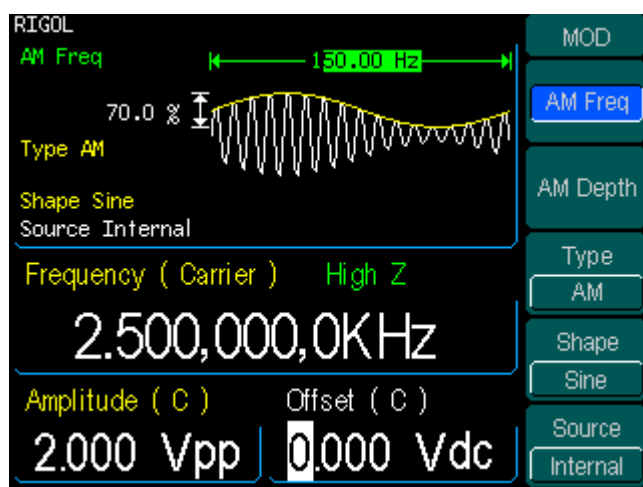 RIGOL
AM Freq
150.00 Hz
70.0 %
Type AM
Shape Sine
Source Internal
Frequency ( Carrier ) High Z
2.500,000,0KHz
Amplitude ( C ) Offset ( C )
2.000 Vpp 0.000 Vdc
MOD
AM Freq
AM Depth
Type
AM
Shape
Sine
Source
Internal